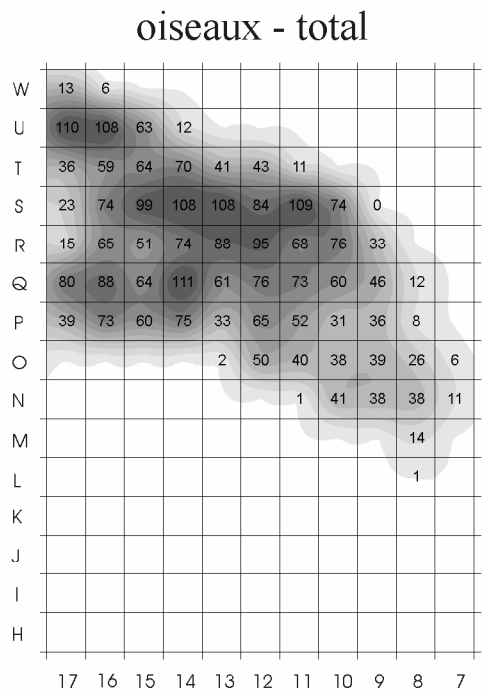 oiseaux - total
W 13 6
U 110 108 63 12
T 36 59 64 70 41 43 11
S 23 74 99 108 108 84 109 74 0
R 15 65 51 74 88 95 68 76 33
Q 80 88 64 111 61 76 73 60 46 12
P 39 73 60 75 33 65 52 31 36 8
O 2 50 40 38 39 26 6
N 1 41 38 38 11
M 14
L 1
K
J
I
H
17 16 15 14 13 12 11 10 9 8 7